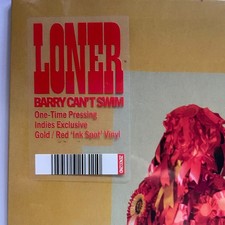 LONER
BARRY CAN'T SWIM
One-Time Pressing
Indies Exclusive
Gold / Red 'Ink Spot' Vinyl